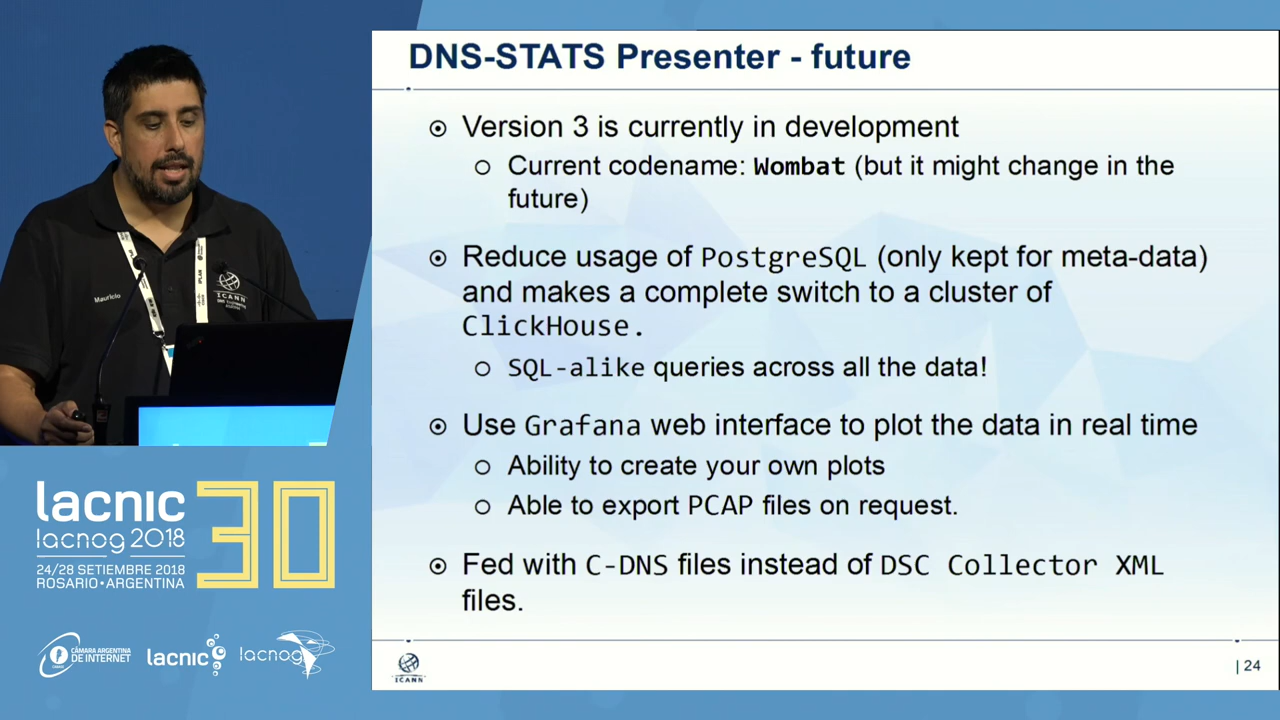 DNS-STATS Presenter - future
Version 3 is currently in development
Current codename: Wombat (but it might change in the
future)
Reduce usage of PostgreSQL (only kept for meta-data)
and makes a complete switch to a cluster of
ClickHouse.
SQL-alike queries across all the data!
Use Grafana web interface to plot the data in real time
Ability to create your own plots
Able to export PCAP files on request.
Fed with C-DNS files instead of DSC Collector XML
files.
ICANN
| 24
Mauricio
ICANN
IPLAN
lacnic 30
lacnog 2018
24/28 SETIEMBRE 2018
ROSARIO•ARGENTINA
CÁMARA ARGENTINA
DE INTERNET
lacnic
lacnog